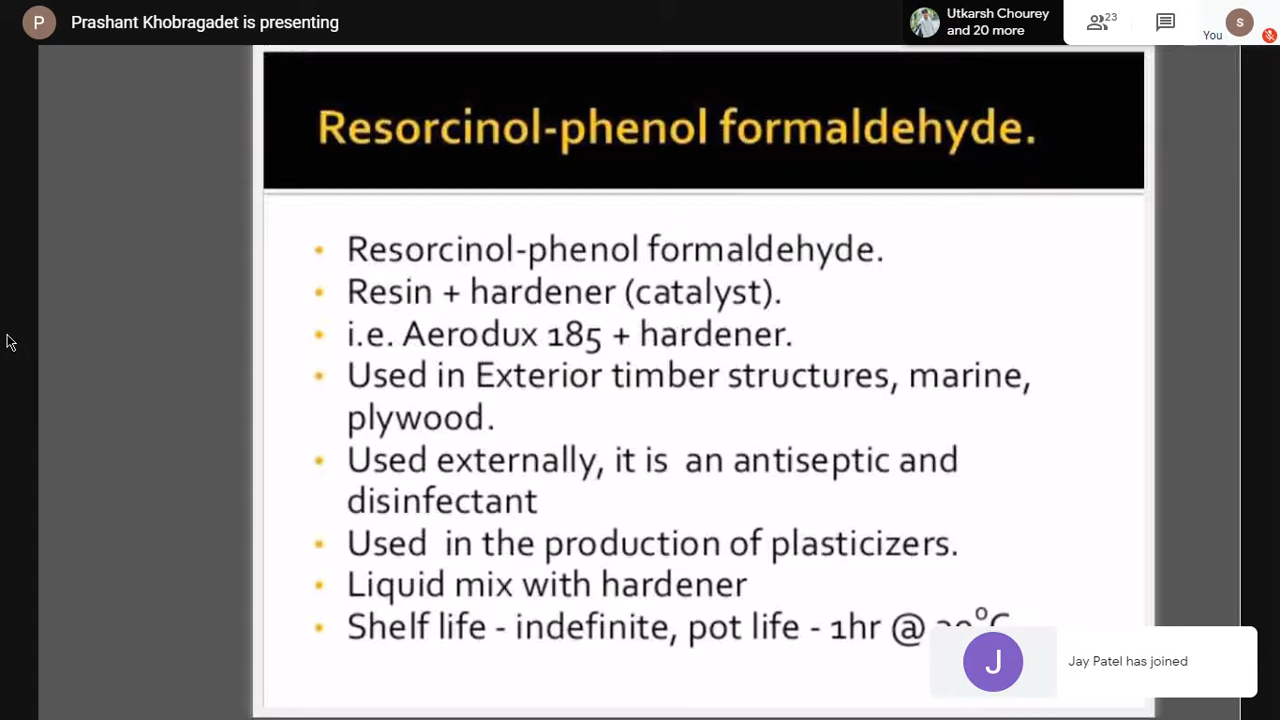 P
Prashant Khobragadet is presenting
Utkarsh Chourey
and 20 more
23
You
S
Resorcinol-phenol formaldehyde.
• Resorcinol-phenol formaldehyde.
• Resin + hardener (catalyst).
• i.e. Aerodux 185 + hardener.
• Used in Exterior timber structures, marine,
plywood.
• Used externally, it is an antiseptic and
disinfectant
• Used in the production of plasticizers.
• Liquid mix with hardener
• Shelf life - indefinite, pot life - 1hr @
J
Jay Patel has joined